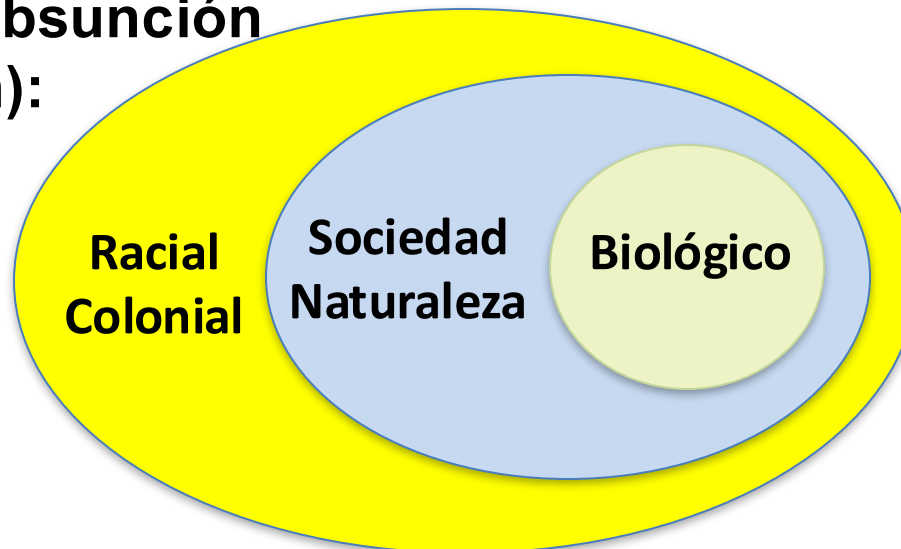 bsunción
):
Racial
Colonial
Sociedad
Naturaleza
Biológico